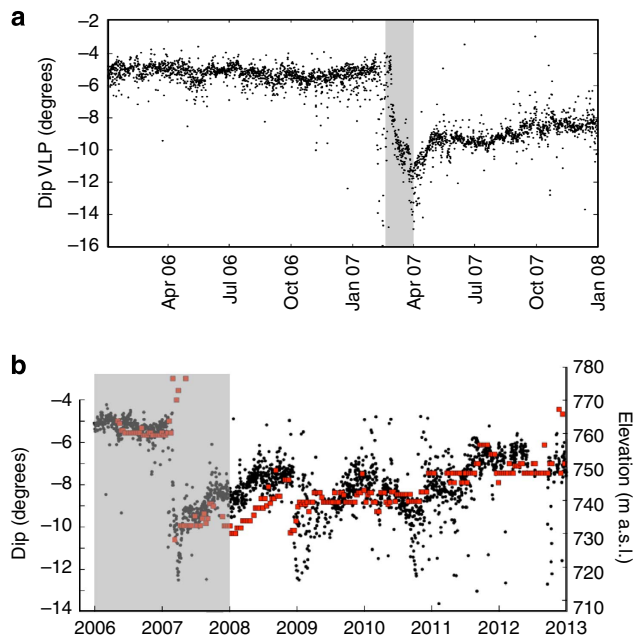 a
−2
−4
−6
−8
−10
−12
−14
−16
Dip VLP (degrees)
Apr 06
Jul 06
Oct 06
Jan 07
Apr 07
Jul 07
Oct 07
Jan 08
b
−4
−6
−8
−10
−12
−14
Dip (degrees)
780
770
760
750
740
730
720
710
Elevation (m a.s.l.)
2006 2007 2008 2009 2010 2011 2012 2013